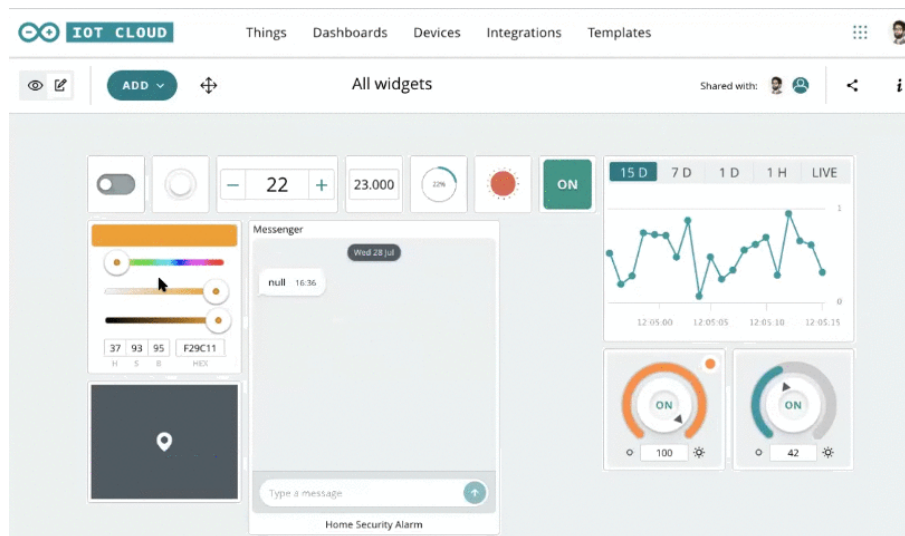 IOT CLOUD
Things Dashboards Devices Integrations Templates
ADD
All widgets
Shared with:
i
22
23.000
22%
ON
15 D 7 D 1 D 1 H LIVE
1
0
12:05:00 12:05:05 12:05:10 12:05:15
37 93 95 F29C11
H S B HEX
Messenger
Wed 28 Jul
null 16:36
Type a message
Home Security Alarm
ON
100
ON
42